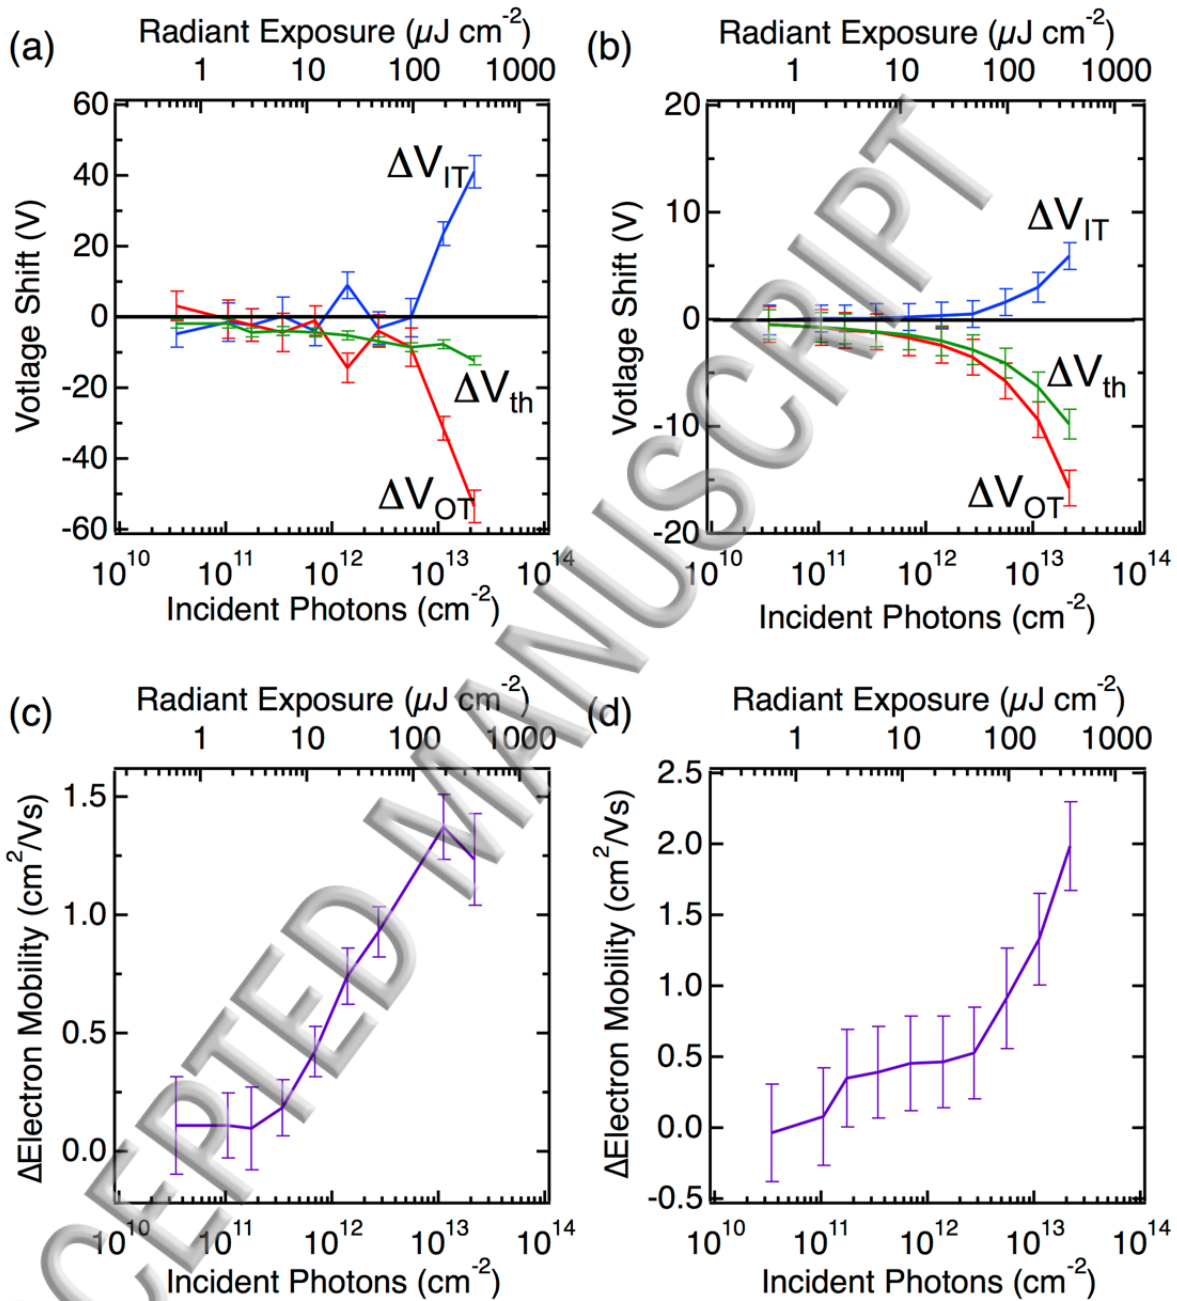 (a)
Radiant Exposure (µJ cm-2)
1 10 100 1000
60
40
20
0
-20
-40
-60
Votlage Shift (V)
ΔVIT
ΔVth
ΔVOT
10^10 10^11 10^12 10^13 10^14
Incident Photons (cm-2)
(b)
Radiant Exposure (µJ cm-2)
1 10 100 1000
20
10
0
-10
-20
Votlage Shift (V)
ΔVIT
ΔVth
ΔVOT
10^10 10^11 10^12 10^13 10^14
Incident Photons (cm-2)
(c)
Radiant Exposure (µJ cm-2)
1 10 100 1000
1.5
1.0
0.5
0.0
ΔElectron Mobility (cm2/Vs)
10^10 10^11 10^12 10^13 10^14
Incident Photons (cm-2)
(d)
Radiant Exposure (µJ cm-2)
1 10 100 1000
2.5
2.0
1.5
1.0
0.5
0.0
-0.5
ΔElectron Mobility (cm2/Vs)
10^10 10^11 10^12 10^13 10^14
Incident Photons (cm-2)
CEPTED MANUSCRIPT